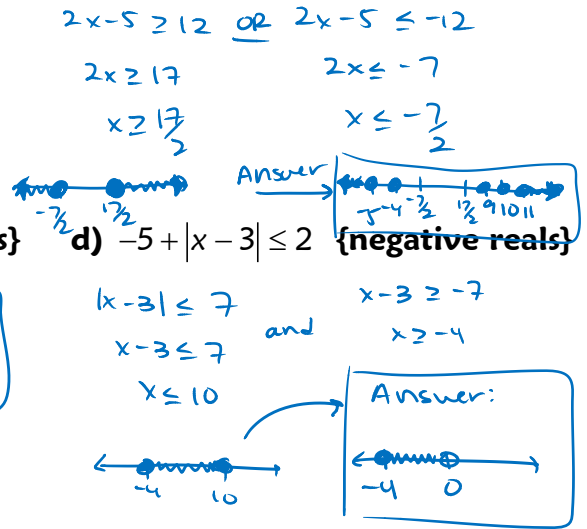 2x-5 ≥ 12 OR 2x-5 ≤ -12
2x ≥ 17 2x ≤ -7
x ≥ 17/2 x ≤ -7/2
Answer
-7/2 17/2
-5 -4 -7/2 17/2 9 10 11
s} d) -5+|x-3| ≤ 2 {negative reals}
|x-3| ≤ 7 and x-3 ≥ -7
x-3 ≤ 7 x ≥ -4
x ≤ 10
Answer:
-4 10
-4 0